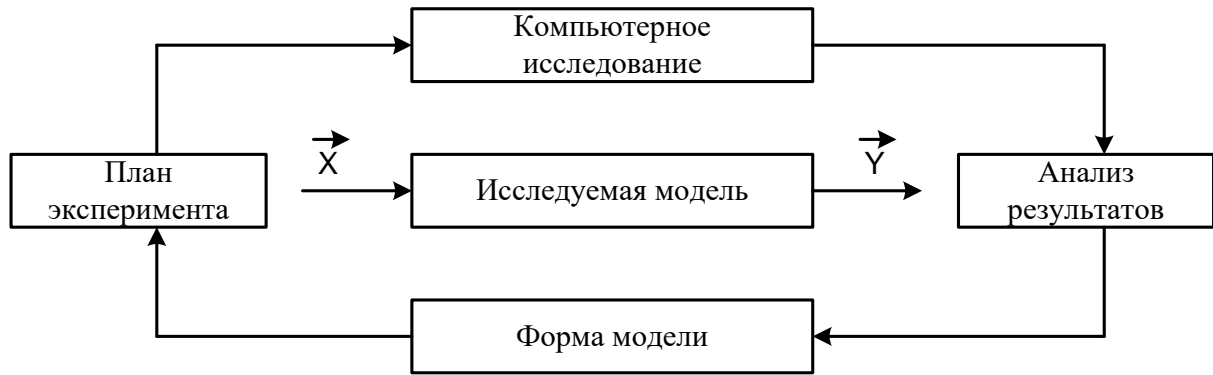 Компьютерное
исследование
План
эксперимента
X
Исследуемая модель
Y
Анализ
результатов
Форма модели